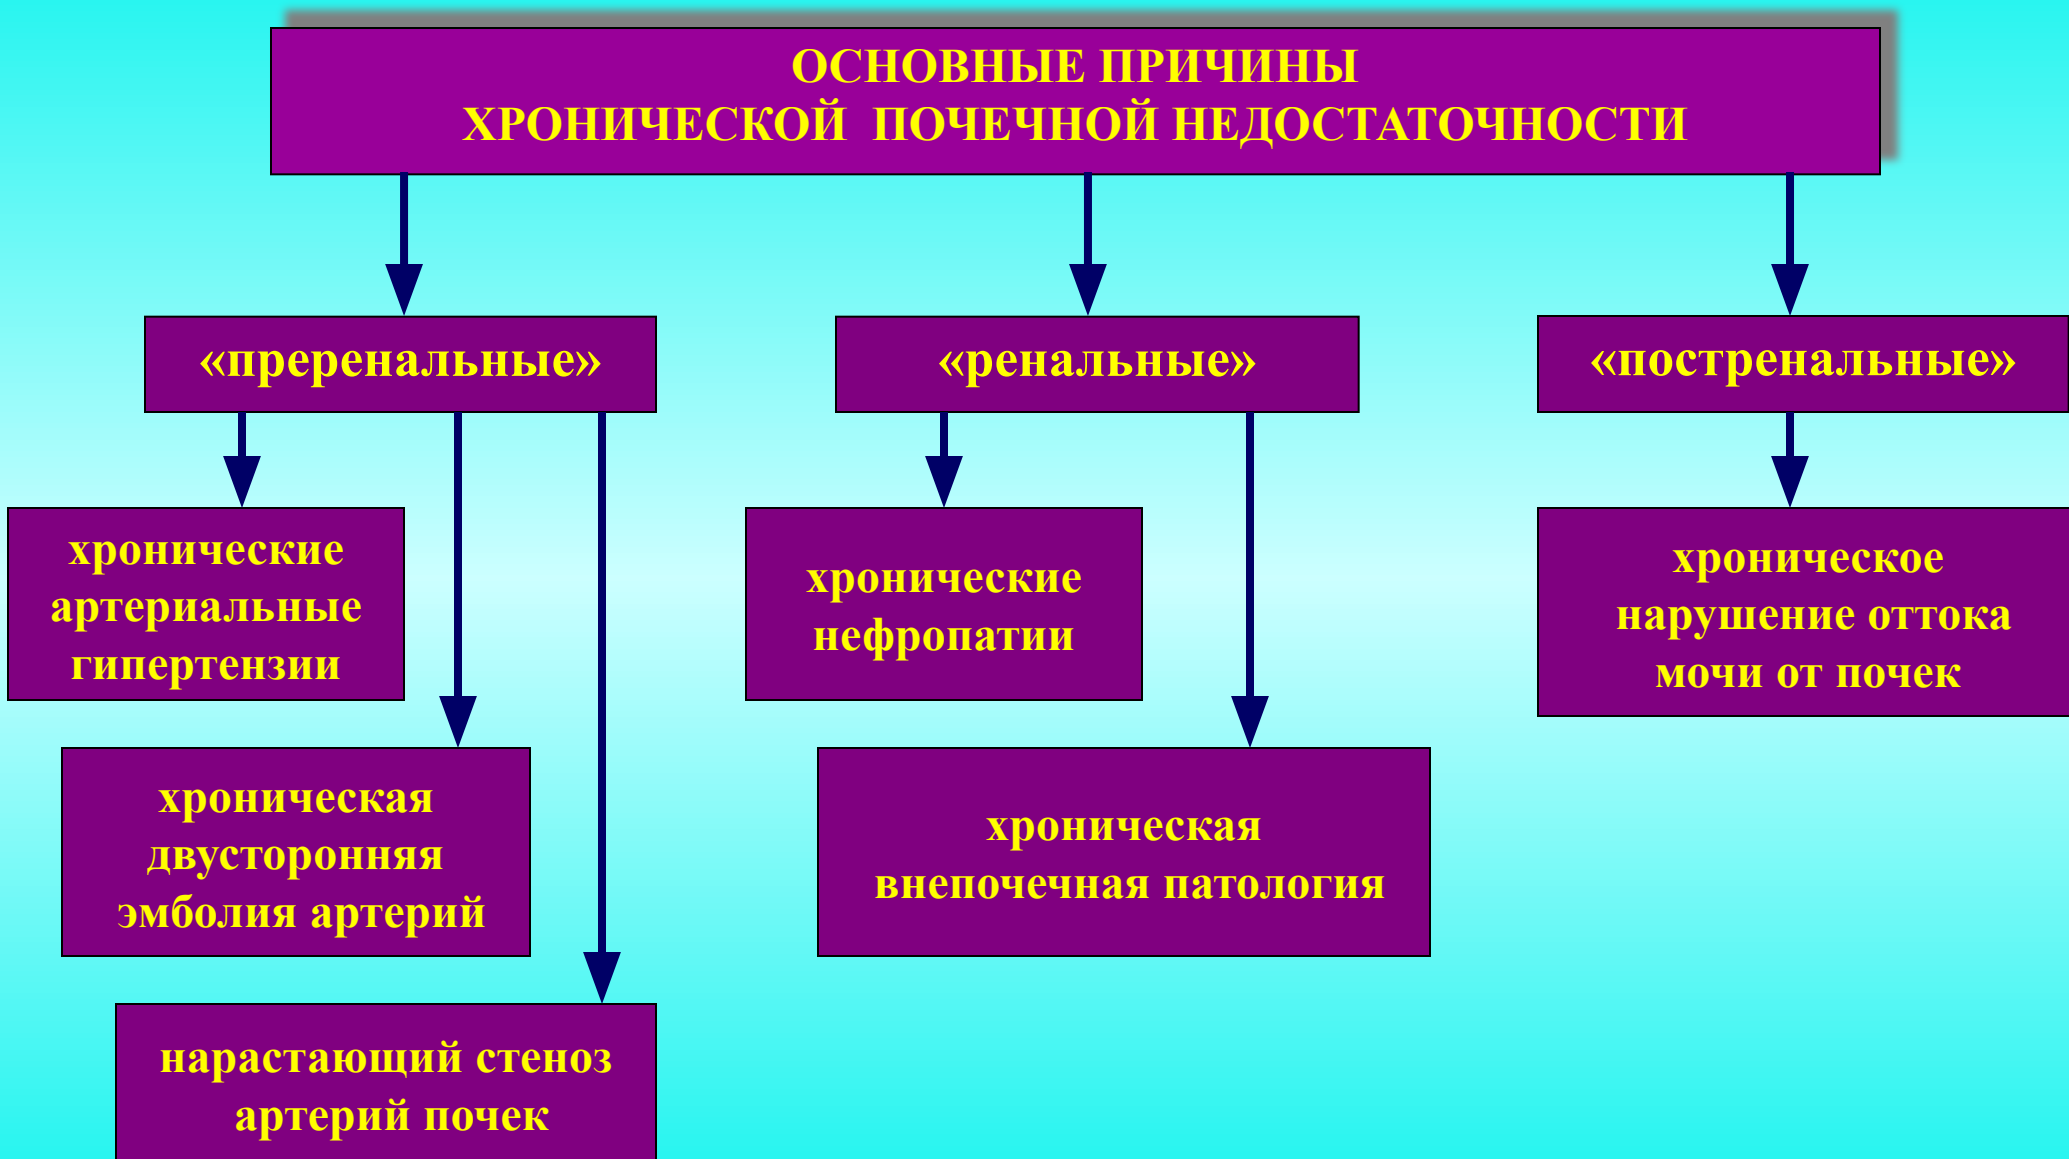 ОСНОВНЫЕ ПРИЧИНЫ
ХРОНИЧЕСКОЙ ПОЧЕЧНОЙ НЕДОСТАТОЧНОСТИ
«преренальные»
«ренальные»
«постренальные»
хронические
артериальные
гипертензии
хронические
нефропатии
хроническое
нарушение оттока
мочи от почек
хроническая
двусторонняя
эмболия артерий
хроническая
внепочечная патология
нарастающий стеноз
артерий почек